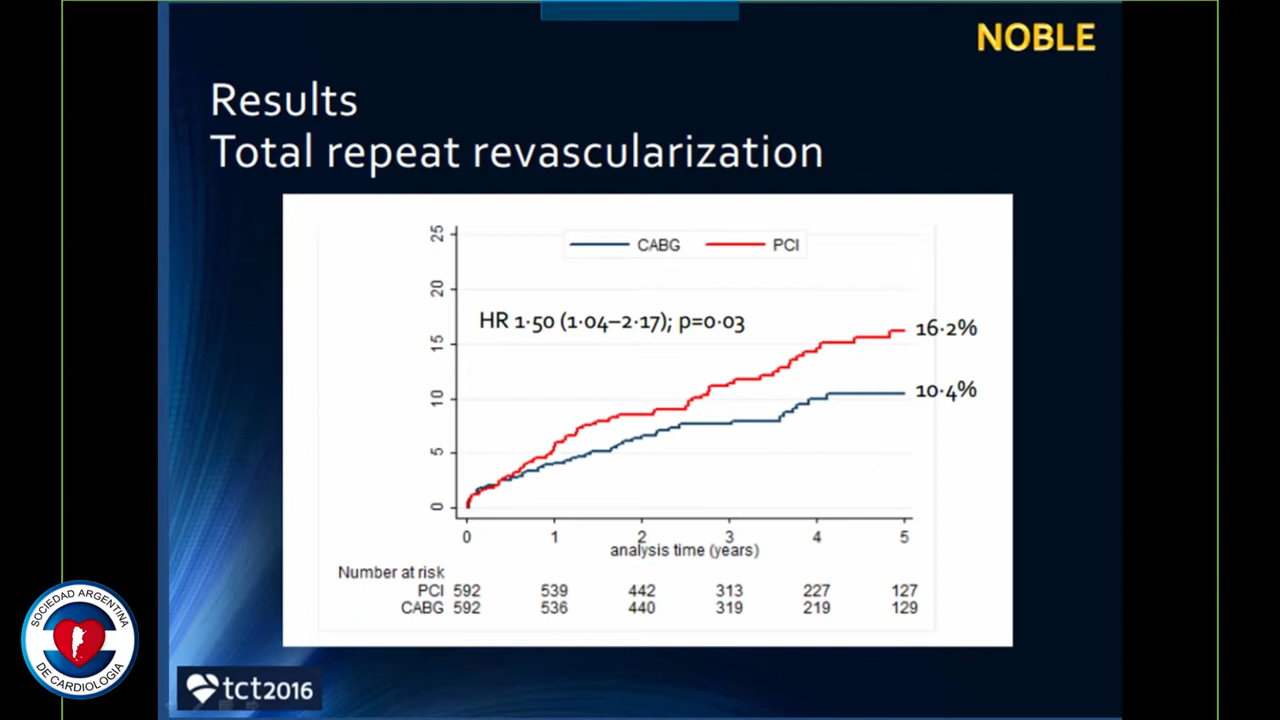 NOBLE
Results
Total repeat revascularization
CABG PCI
25
20
15
10
5
0
HR 1·50 (1·04–2·17); p=0·03
16·2%
10·4%
0 1 2 3 4 5
analysis time (years)
Number at risk
PCI 592 539 442 313 227 127
CABG 592 536 440 319 219 129
SOCIEDAD ARGENTINA
DE CARDIOLOGIA
tct2016